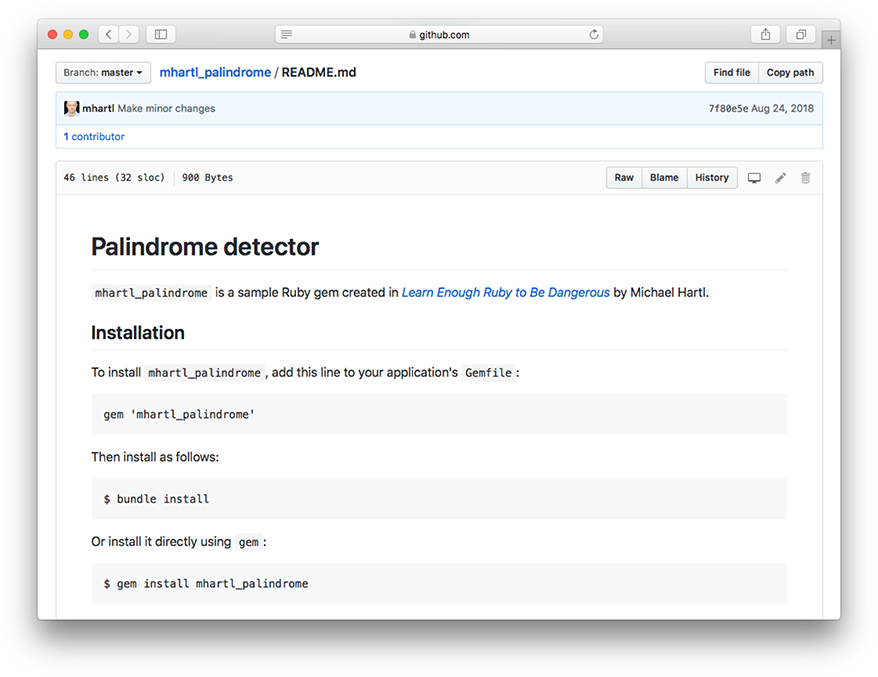 github.com
Branch: master
mhartl_palindrome / README.md
Find file
Copy path
mhartl Make minor changes
7f80e5e Aug 24, 2018
1 contributor
46 lines (32 sloc) 900 Bytes
Raw
Blame
History
Palindrome detector
mhartl_palindrome is a sample Ruby gem created in Learn Enough Ruby to Be Dangerous by Michael Hartl.
Installation
To install mhartl_palindrome , add this line to your application's Gemfile :
gem 'mhartl_palindrome'
Then install as follows:
$ bundle install
Or install it directly using gem :
$ gem install mhartl_palindrome